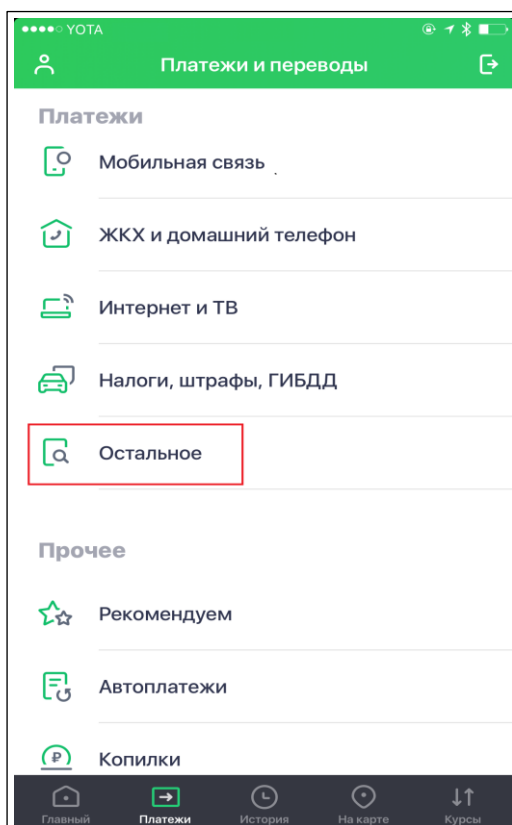 YOTA
Платежи и переводы
Платежи
Мобильная связь
ЖКХ и домашний телефон
Интернет и ТВ
Налоги, штрафы, ГИБДД
Остальное
Прочее
Рекомендуем
Автоплатежи
₽ Копилки
Главный Платежи История На карте Курсы